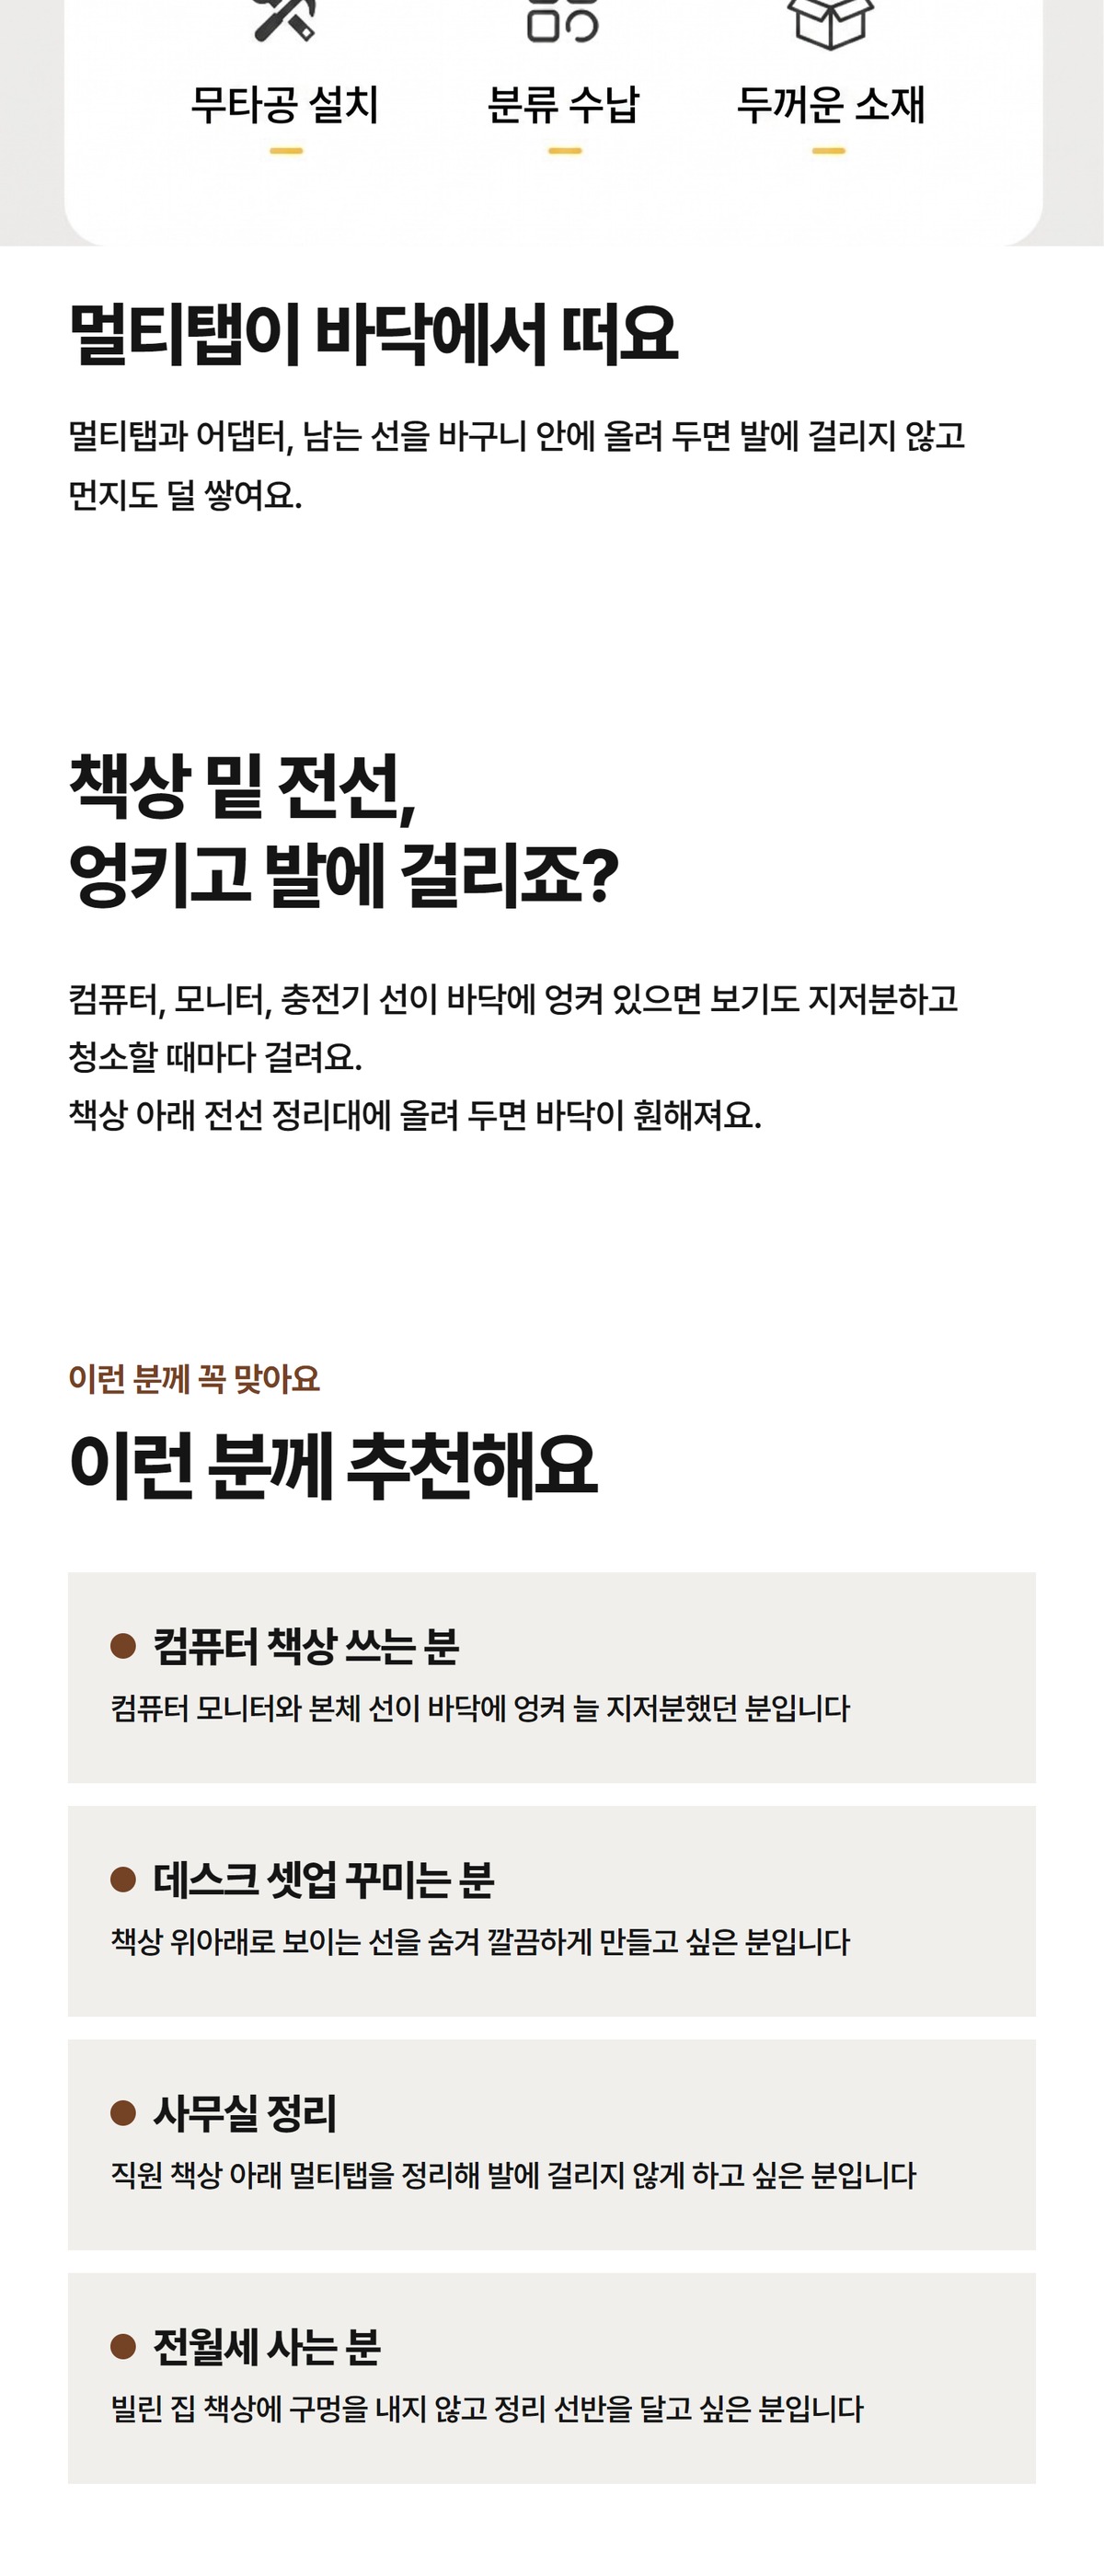 무타공 설치 분류 수납 두꺼운 소재
멀티탭이 바닥에서 떠요
멀티탭과 어댑터, 남는 선을 바구니 안에 올려 두면 발에 걸리지 않고
먼지도 덜 쌓여요.
책상 밑 전선,
엉키고 발에 걸리죠?
컴퓨터, 모니터, 충전기 선이 바닥에 엉켜 있으면 보기도 지저분하고
청소할 때마다 걸려요.
책상 아래 전선 정리대에 올려 두면 바닥이 훤해져요.
이런 분께 꼭 맞아요
이런 분께 추천해요
컴퓨터 책상 쓰는 분
컴퓨터 모니터와 본체 선이 바닥에 엉켜 늘 지저분했던 분입니다
데스크 셋업 꾸미는 분
책상 위아래로 보이는 선을 숨겨 깔끔하게 만들고 싶은 분입니다
사무실 정리
직원 책상 아래 멀티탭을 정리해 발에 걸리지 않게 하고 싶은 분입니다
전월세 사는 분
빌린 집 책상에 구멍을 내지 않고 정리 선반을 달고 싶은 분입니다